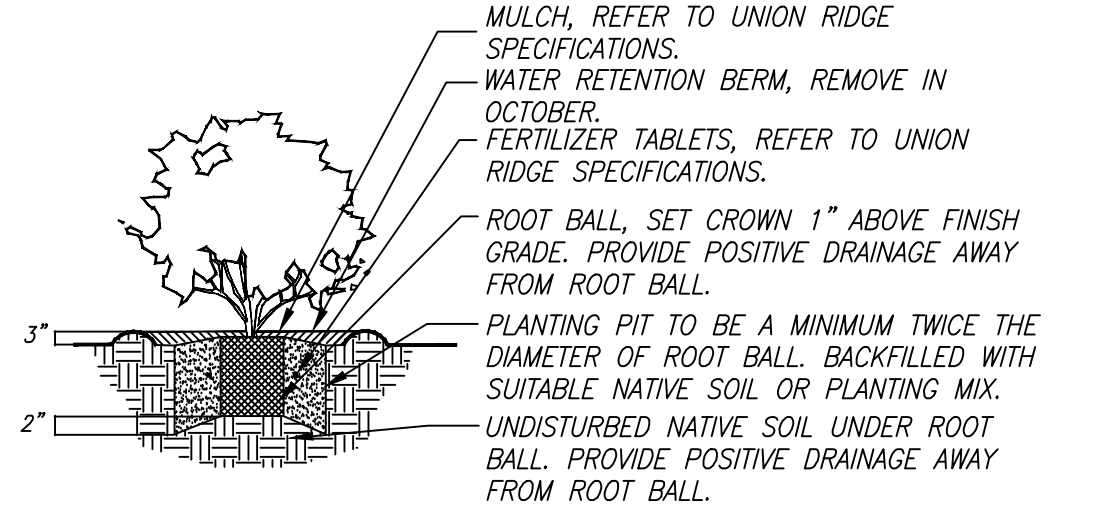 MULCH, REFER TO UNION RIDGE
SPECIFICATIONS.
WATER RETENTION BERM, REMOVE IN
OCTOBER.
FERTILIZER TABLETS, REFER TO UNION
RIDGE SPECIFICATIONS.
ROOT BALL, SET CROWN 1" ABOVE FINISH
GRADE. PROVIDE POSITIVE DRAINAGE AWAY
FROM ROOT BALL.
PLANTING PIT TO BE A MINIMUM TWICE THE
DIAMETER OF ROOT BALL. BACKFILLED WITH
SUITABLE NATIVE SOIL OR PLANTING MIX.
UNDISTURBED NATIVE SOIL UNDER ROOT
BALL. PROVIDE POSITIVE DRAINAGE AWAY
FROM ROOT BALL.
3"
2"